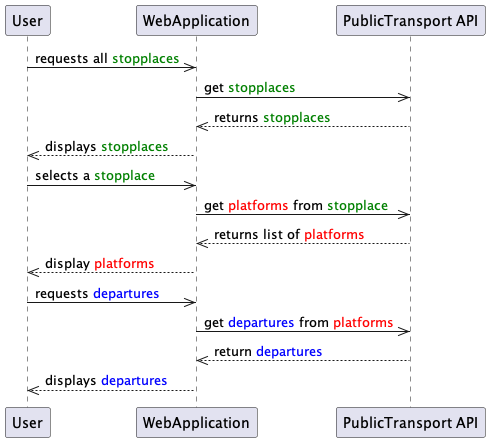 User WebApplication PublicTransport API
requests all stopplaces
get stopplaces
returns stopplaces
displays stopplaces
selects a stopplace
get platforms from stopplace
returns list of platforms
display platforms
requests departures
get departures from platforms
return departures
displays departures
User WebApplication PublicTransport API